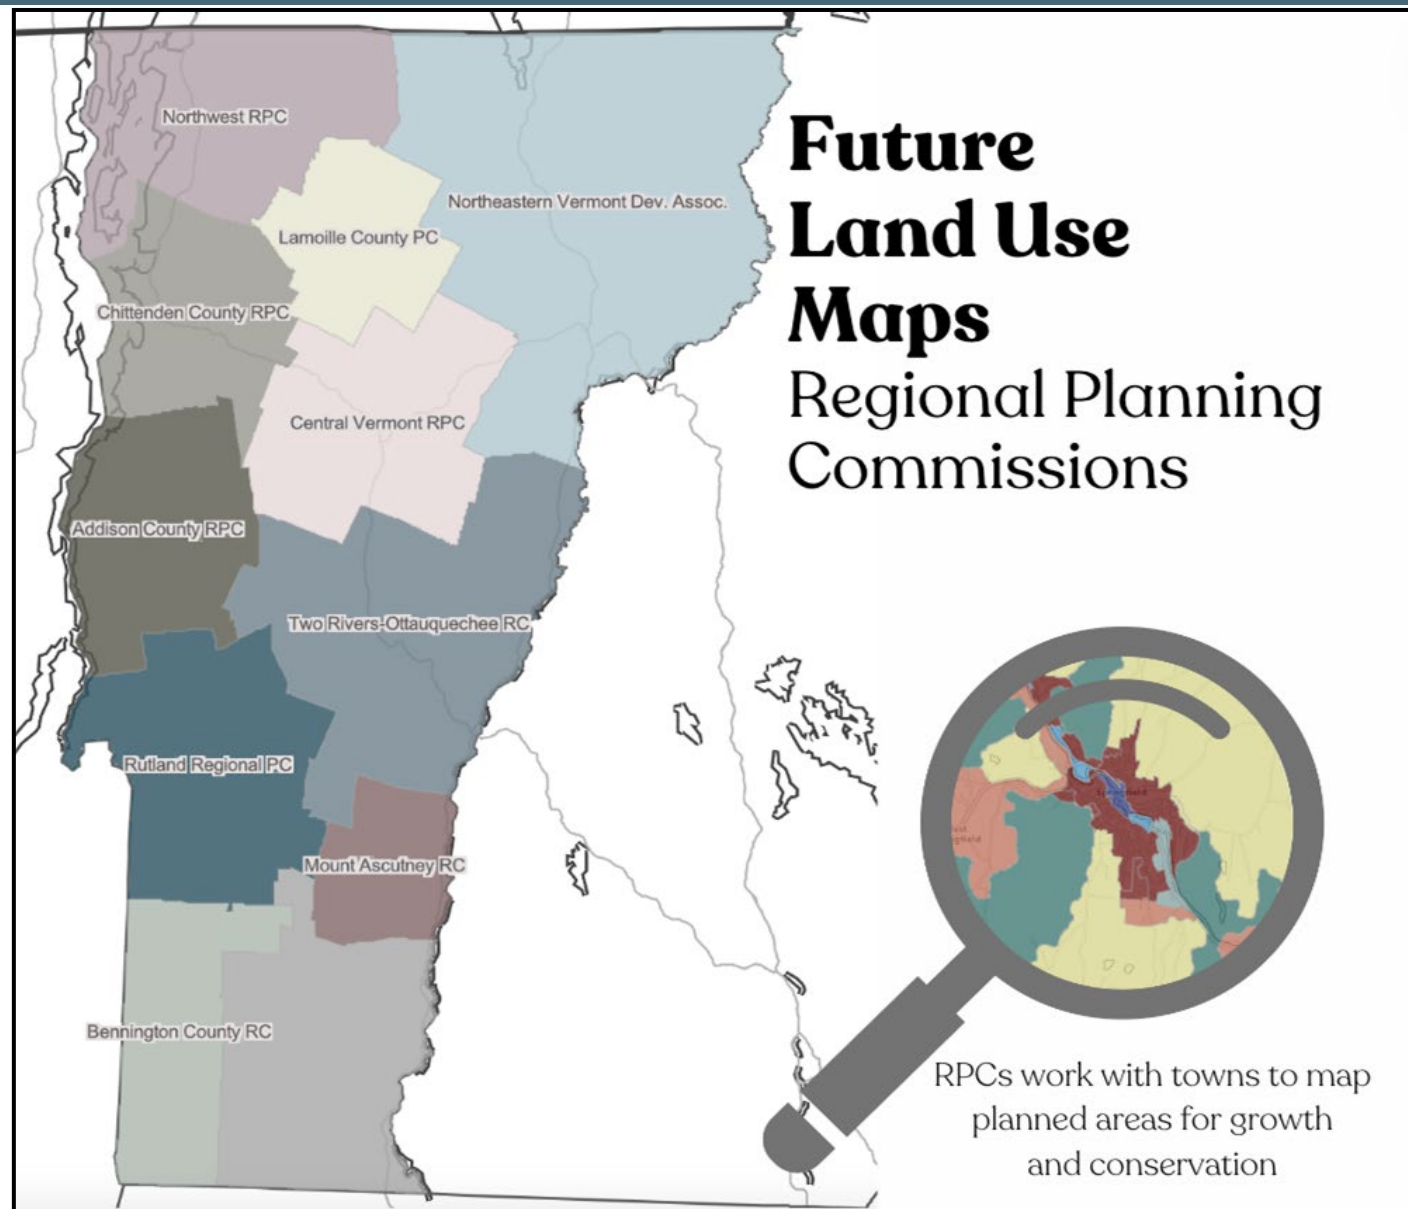 Future
Land Use
Maps
Regional Planning
Commissions
Northwest RPC
Northeastern Vermont Dev. Assoc.
Lamoille County PC
Chittenden County RPC
Central Vermont RPC
Addison County RPC
Two Rivers-Ottauquechee RC
Rutland Regional PC
Mount Ascutney RC
Bennington County RC
Springfield
RPCs work with towns to map
planned areas for growth
and conservation